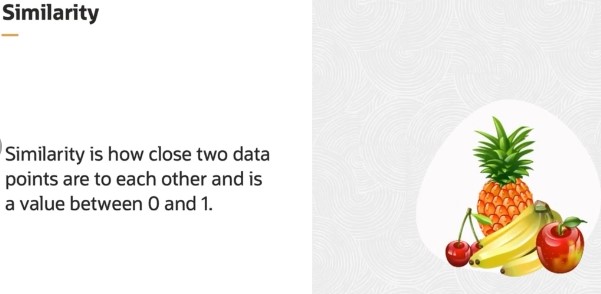 Similarity
Similarity is how close two data
points are to each other and is
a value between 0 and 1.